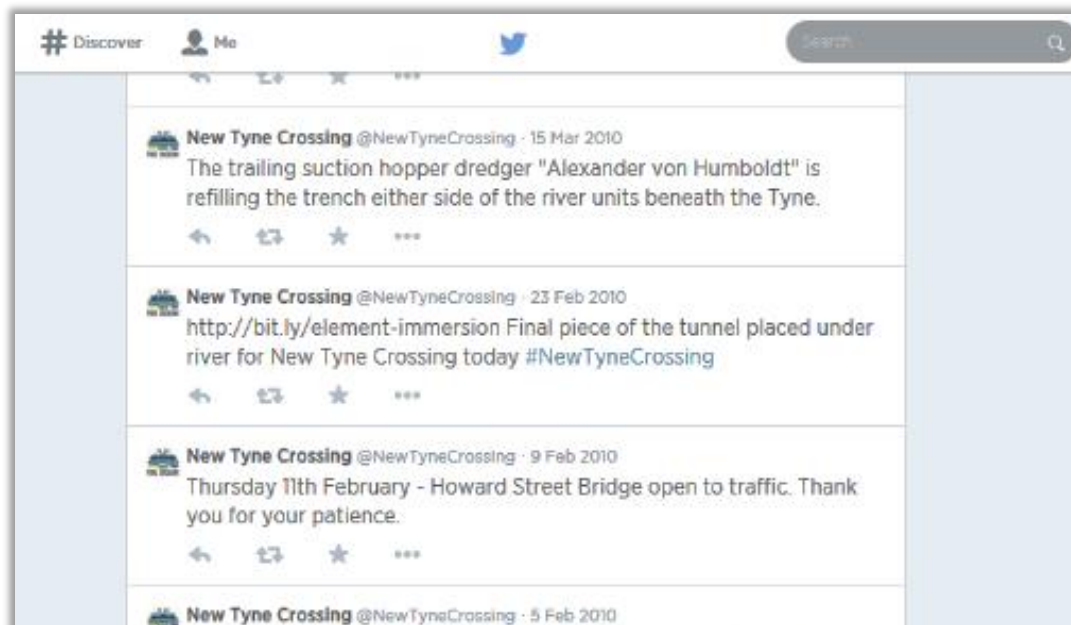 Discover Me Search
New Tyne Crossing @NewTyneCrossing · 15 Mar 2010
The trailing suction hopper dredger "Alexander von Humboldt" is
refilling the trench either side of the river units beneath the Tyne.
New Tyne Crossing @NewTyneCrossing · 23 Feb 2010
http://bit.ly/element-immersion Final piece of the tunnel placed under
river for New Tyne Crossing today #NewTyneCrossing
New Tyne Crossing @NewTyneCrossing · 9 Feb 2010
Thursday 11th February - Howard Street Bridge open to traffic. Thank
you for your patience.
New Tyne Crossing @NewTyneCrossing · 5 Feb 2010